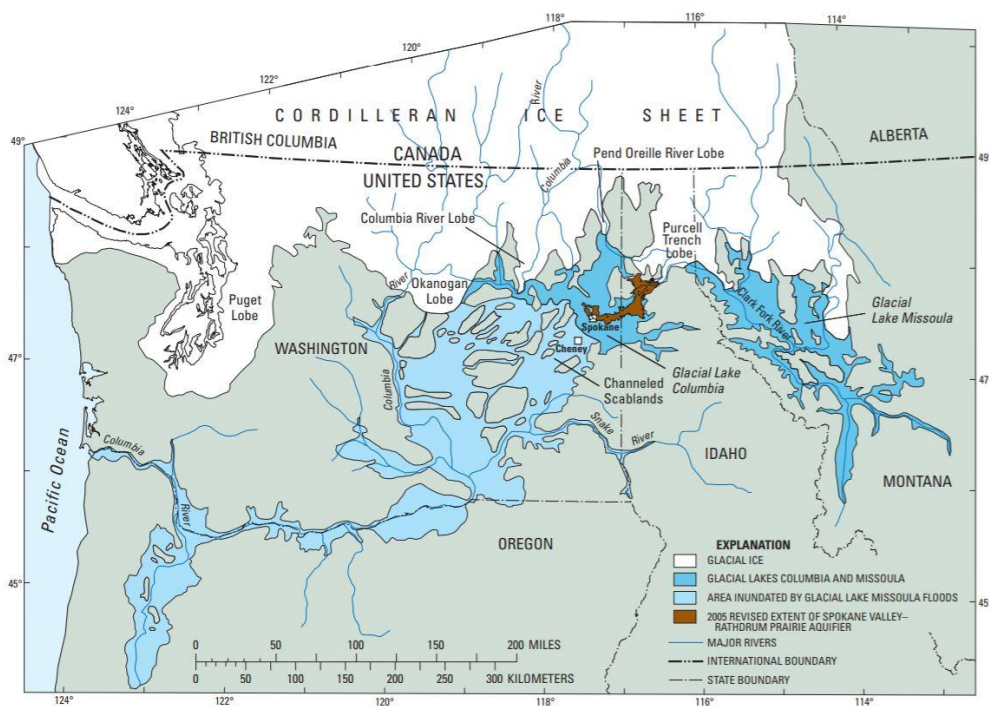 118°
116°
114°
120°
122°
124°
CORDILLERAN ICE SHEET
River
Columbia
49°
BRITISH COLUMBIA
ALBERTA
CANADA
Pend Oreille River Lobe
49
UNITED STATES
Columbia River Lobe
Purcell
Trench
Lobe
River
Okanogan
Lobe
Puget
Lobe
Clark Fork River
Glacial
Lake Missoula
Spokane
WASHINGTON
Cheney
47°
Glacial Lake
Columbia
47
Columbia
Channeled
Scablands
Snake
River
Columbia
River
IDAHO
Pacific Ocean
MONTANA
OREGON
EXPLANATION
GLACIAL ICE
GLACIAL LAKES COLUMBIA AND MISSOULA
AREA INUNDATED BY GLACIAL LAKE MISSOULA FLOODS
2005 REVISED EXTENT OF SPOKANE VALLEY–
RATHDRUM PRAIRIE AQUIFIER
MAJOR RIVERS
INTERNATIONAL BOUNDARY
STATE BOUNDARY
45°
45
0 50 75 100 150 200 MILES
0 50 100 150 200 250 300 KILOMETERS
124°
122°
120°
118°
116°
114°